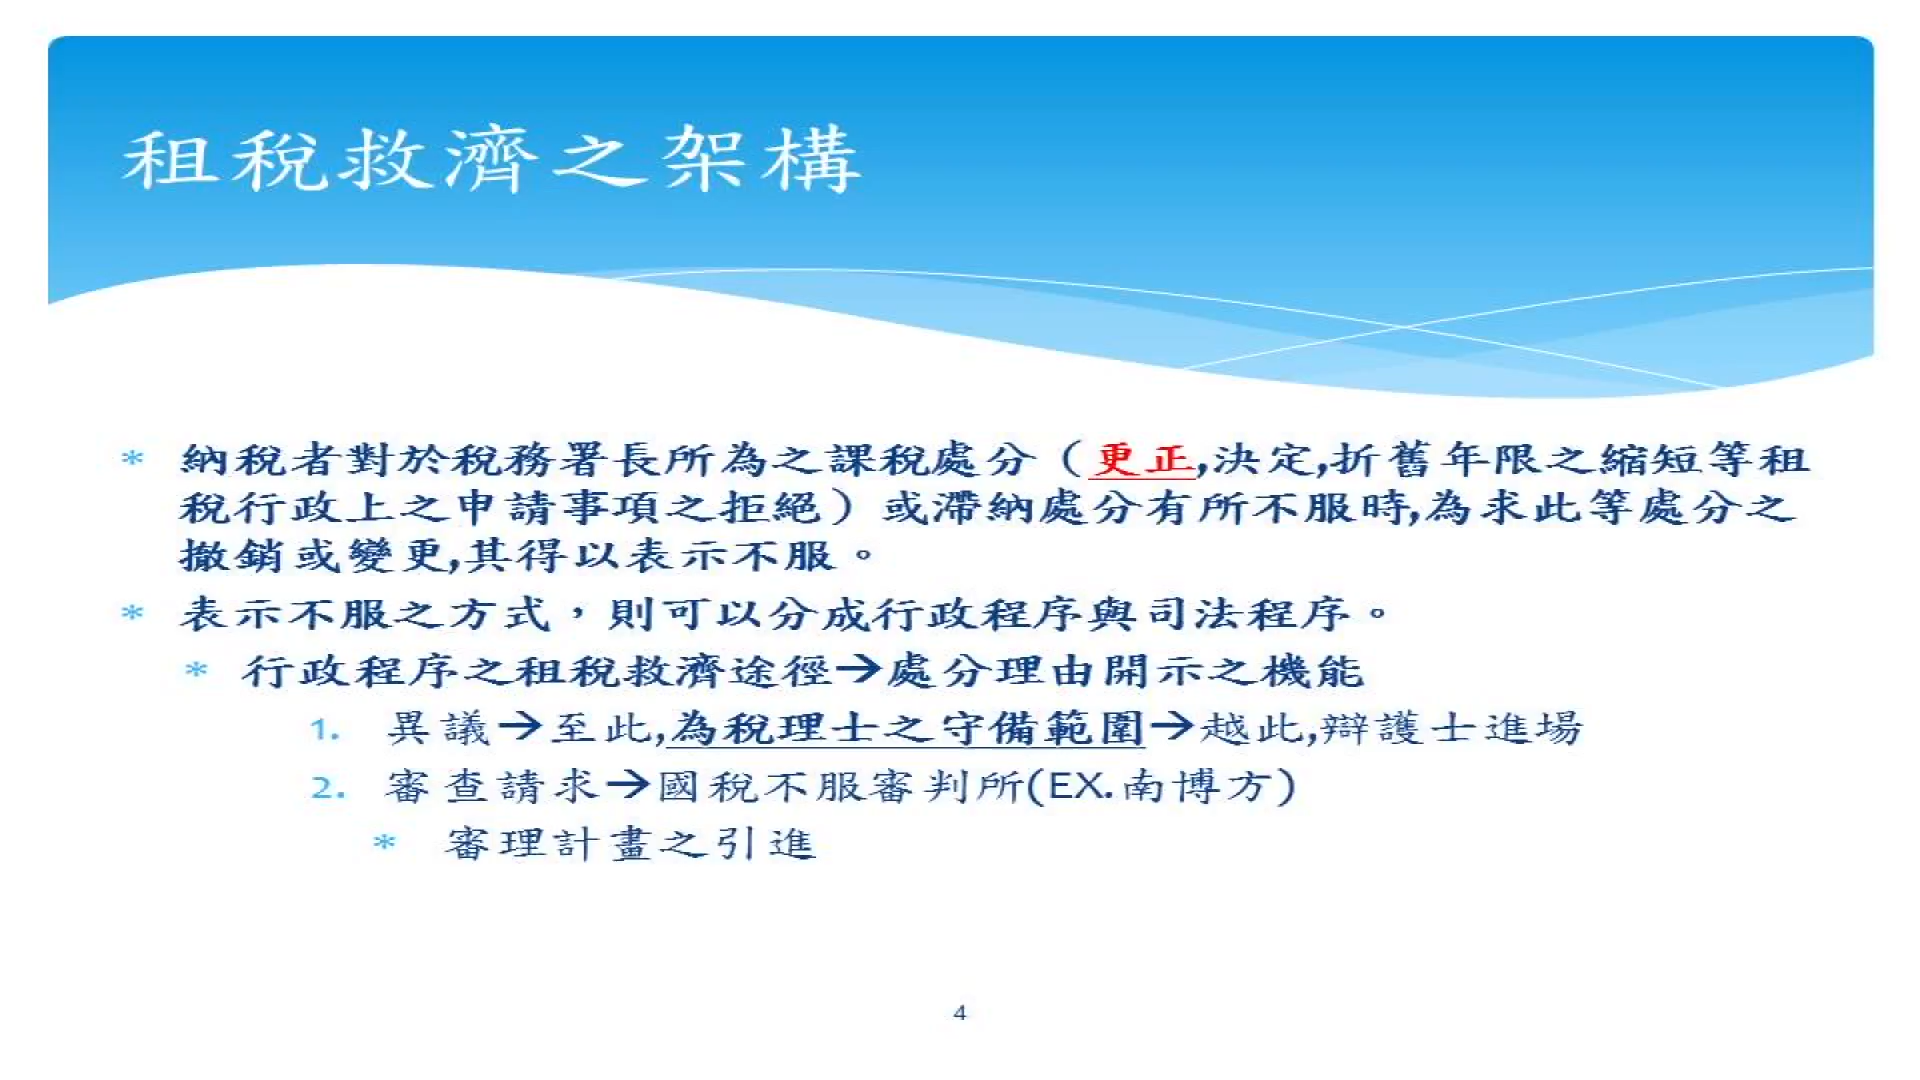 租稅救濟之架構
* 納稅者對於稅務署長所為之課稅處分（更正,決定,折舊年限之縮短等租
稅行政上之申請事項之拒絕）或滯納處分有所不服時,為求此等處分之
撤銷或變更,其得以表示不服。
* 表示不服之方式，則可以分成行政程序與司法程序。
* 行政程序之租稅救濟途徑→處分理由開示之機能
1. 異議→至此,為稅理士之守備範圍→越此,辯護士進場
2. 審查請求→國稅不服審判所(EX.南博方)
* 審理計畫之引進
4